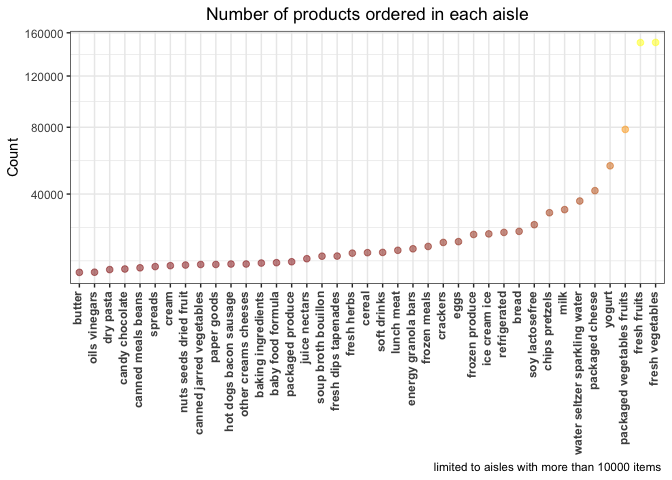 Number of products ordered in each aisle
160000
120000
80000
40000
Count
butter
oils vinegars
dry pasta
candy chocolate
canned meals beans
spreads
cream
nuts seeds dried fruit
canned jarred vegetables
paper goods
hot dogs bacon sausage
other creams cheeses
baking ingredients
baby food formula
packaged produce
juice nectars
soup broth bouillon
fresh dips tapenades
fresh herbs
cereal
soft drinks
lunch meat
energy granola bars
frozen meals
crackers
eggs
frozen produce
ice cream ice
refrigerated
bread
soy lactosefree
chips pretzels
milk
water seltzer sparkling water
packaged cheese
yogurt
packaged vegetables fruits
fresh fruits
fresh vegetables
limited to aisles with more than 10000 items